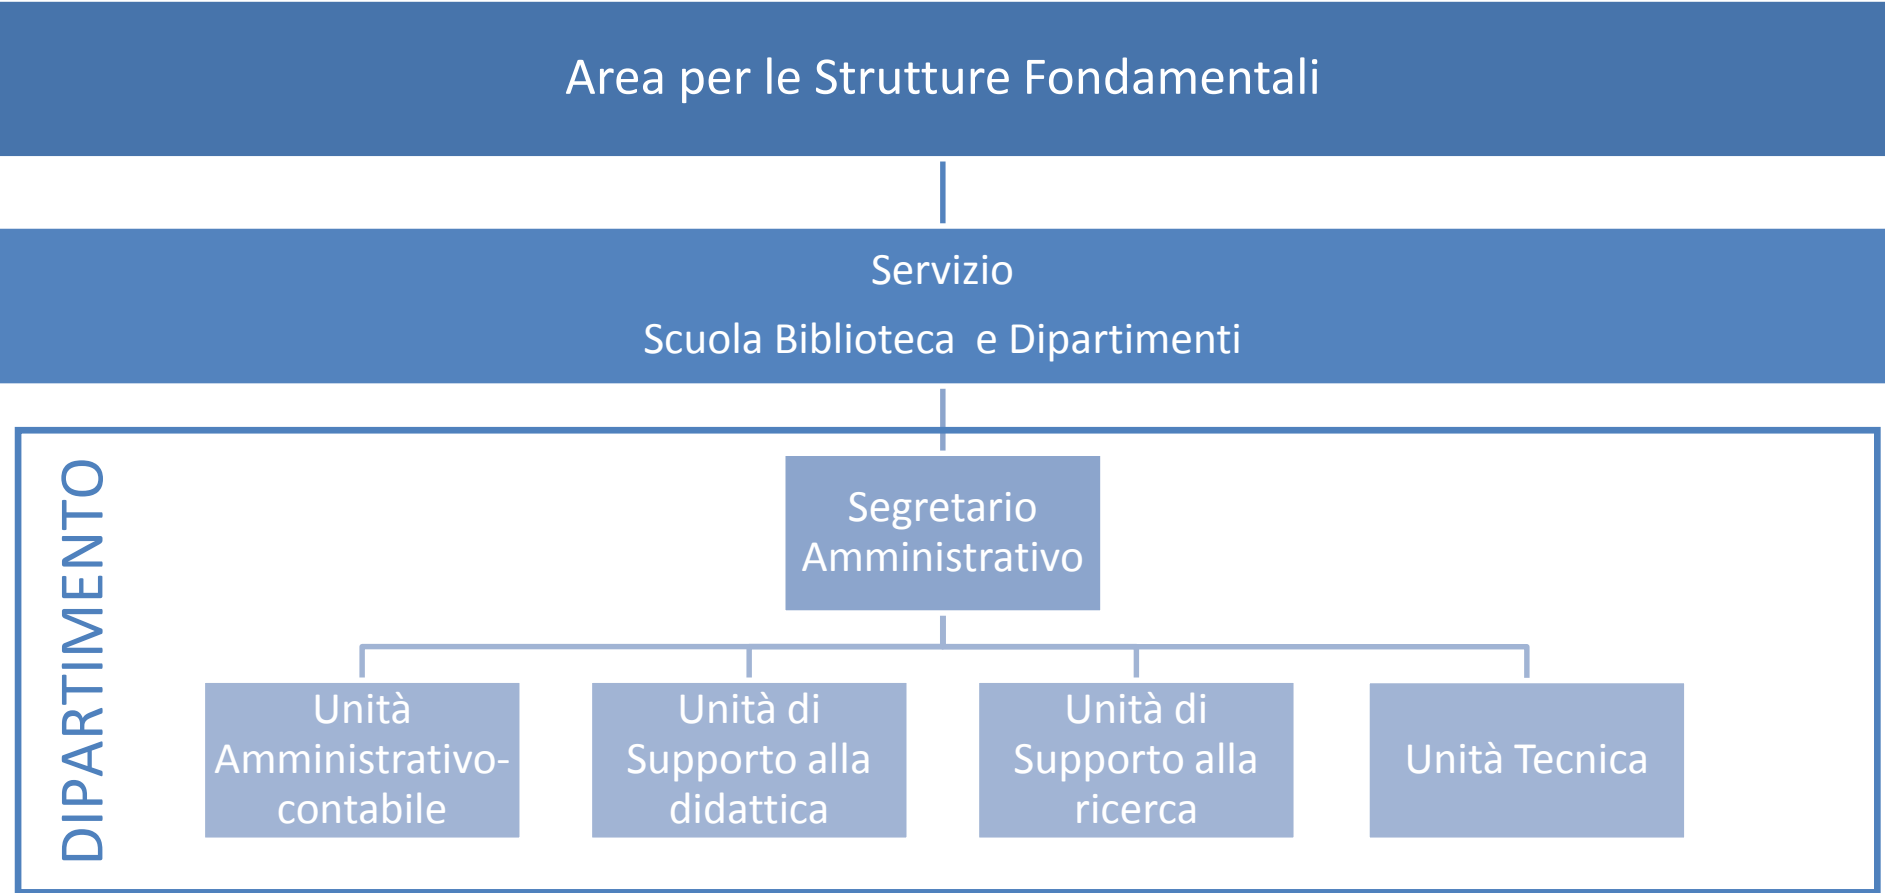 Area per le Strutture Fondamentali
Servizio
Scuola Biblioteca e Dipartimenti
DIPARTIMENTO
Segretario
Amministrativo
Unità
Amministrativo-
contabile
Unità di
Supporto alla
didattica
Unità di
Supporto alla
ricerca
Unità Tecnica